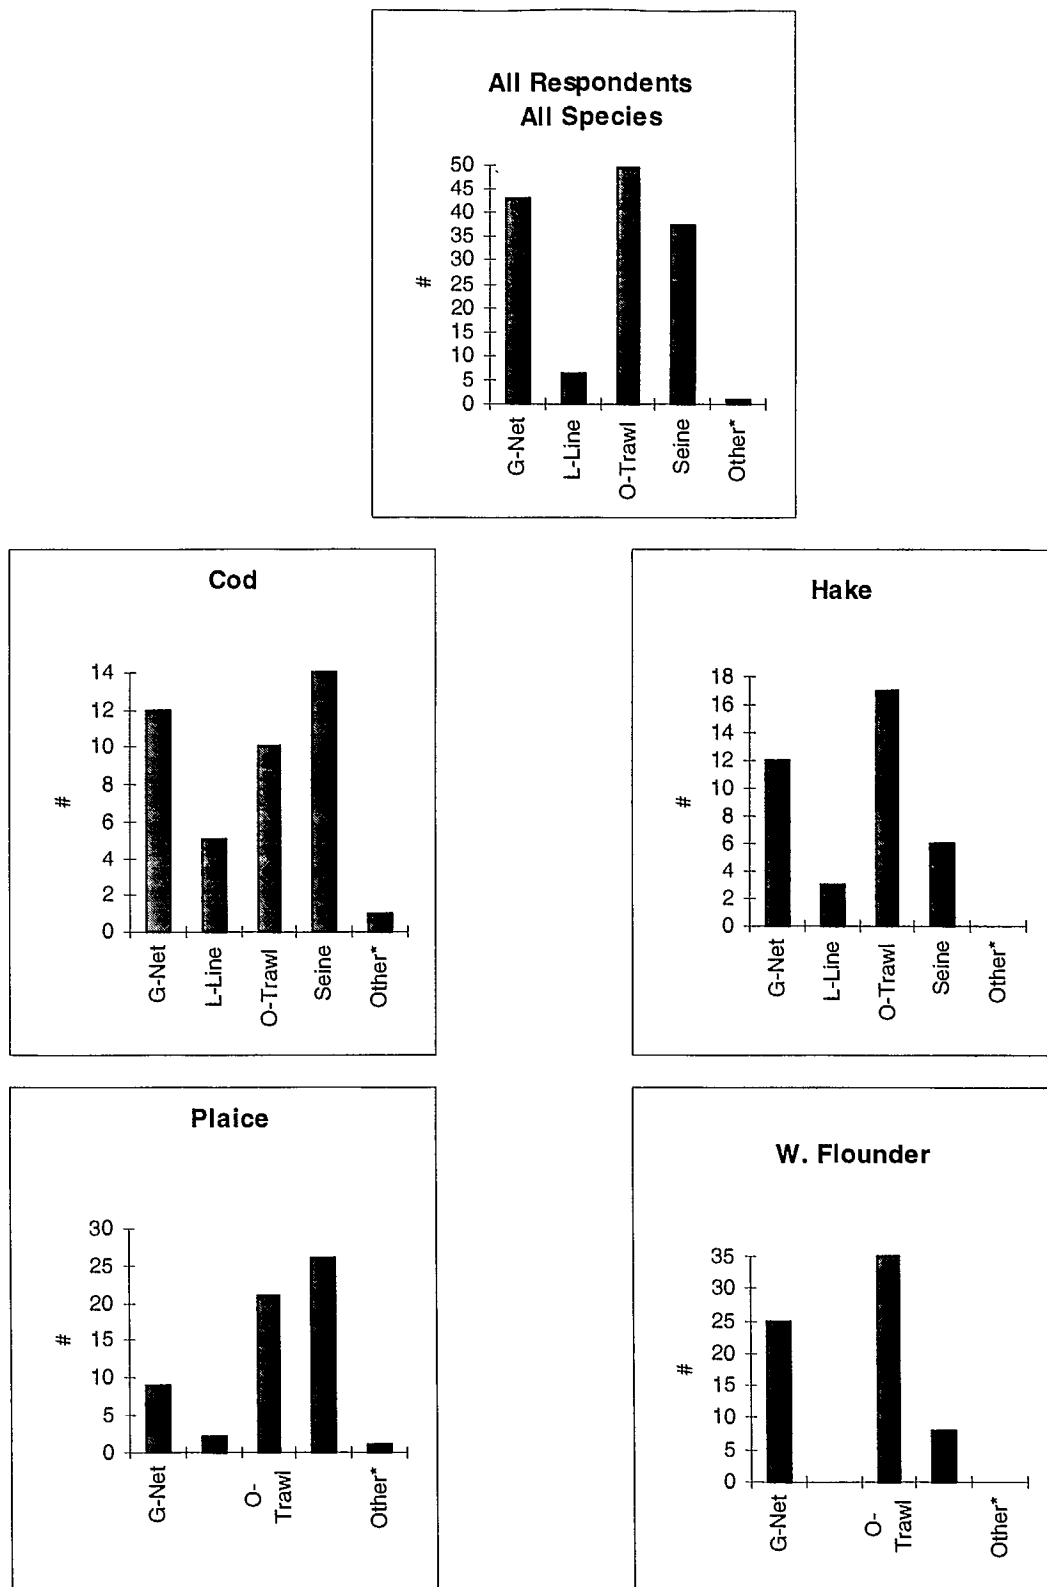 All Respondents
All Species
50
45
40
35
30
25
20
15
10
5
0
#
G-Net
L-Line
O-Trawl
Seine
Other*
Cod
14
12
10
8
6
4
2
0
#
G-Net
L-Line
O-Trawl
Seine
Other*
Hake
18
16
14
12
10
8
6
4
2
0
#
G-Net
L-Line
O-Trawl
Seine
Other*
Plaice
30
25
20
15
10
5
0
#
G-Net
O-
Trawl
Other*
W. Flounder
35
30
25
20
15
10
5
0
#
G-Net
O-
Trawl
Other*